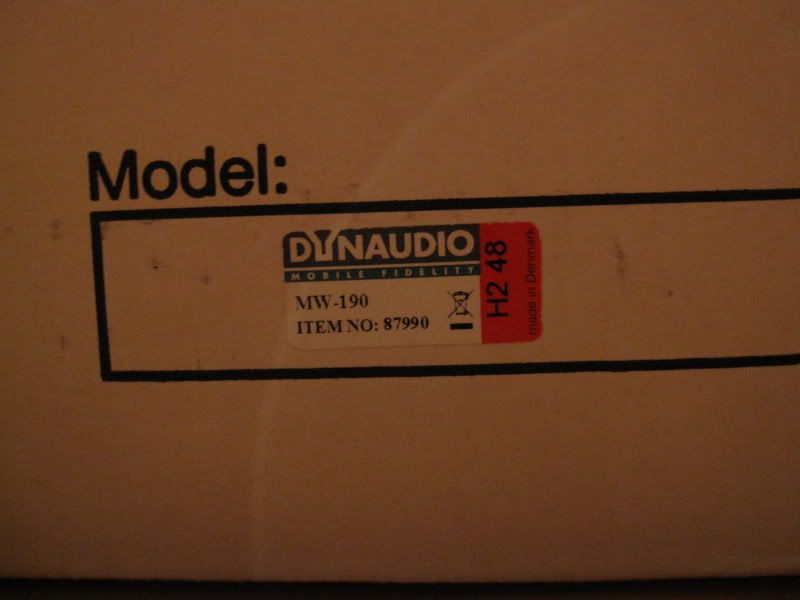 Model:
DYNAUDIO
MOBILE FIDELITY
MW-190
ITEM NO: 87990
H2 48
made in Denmark